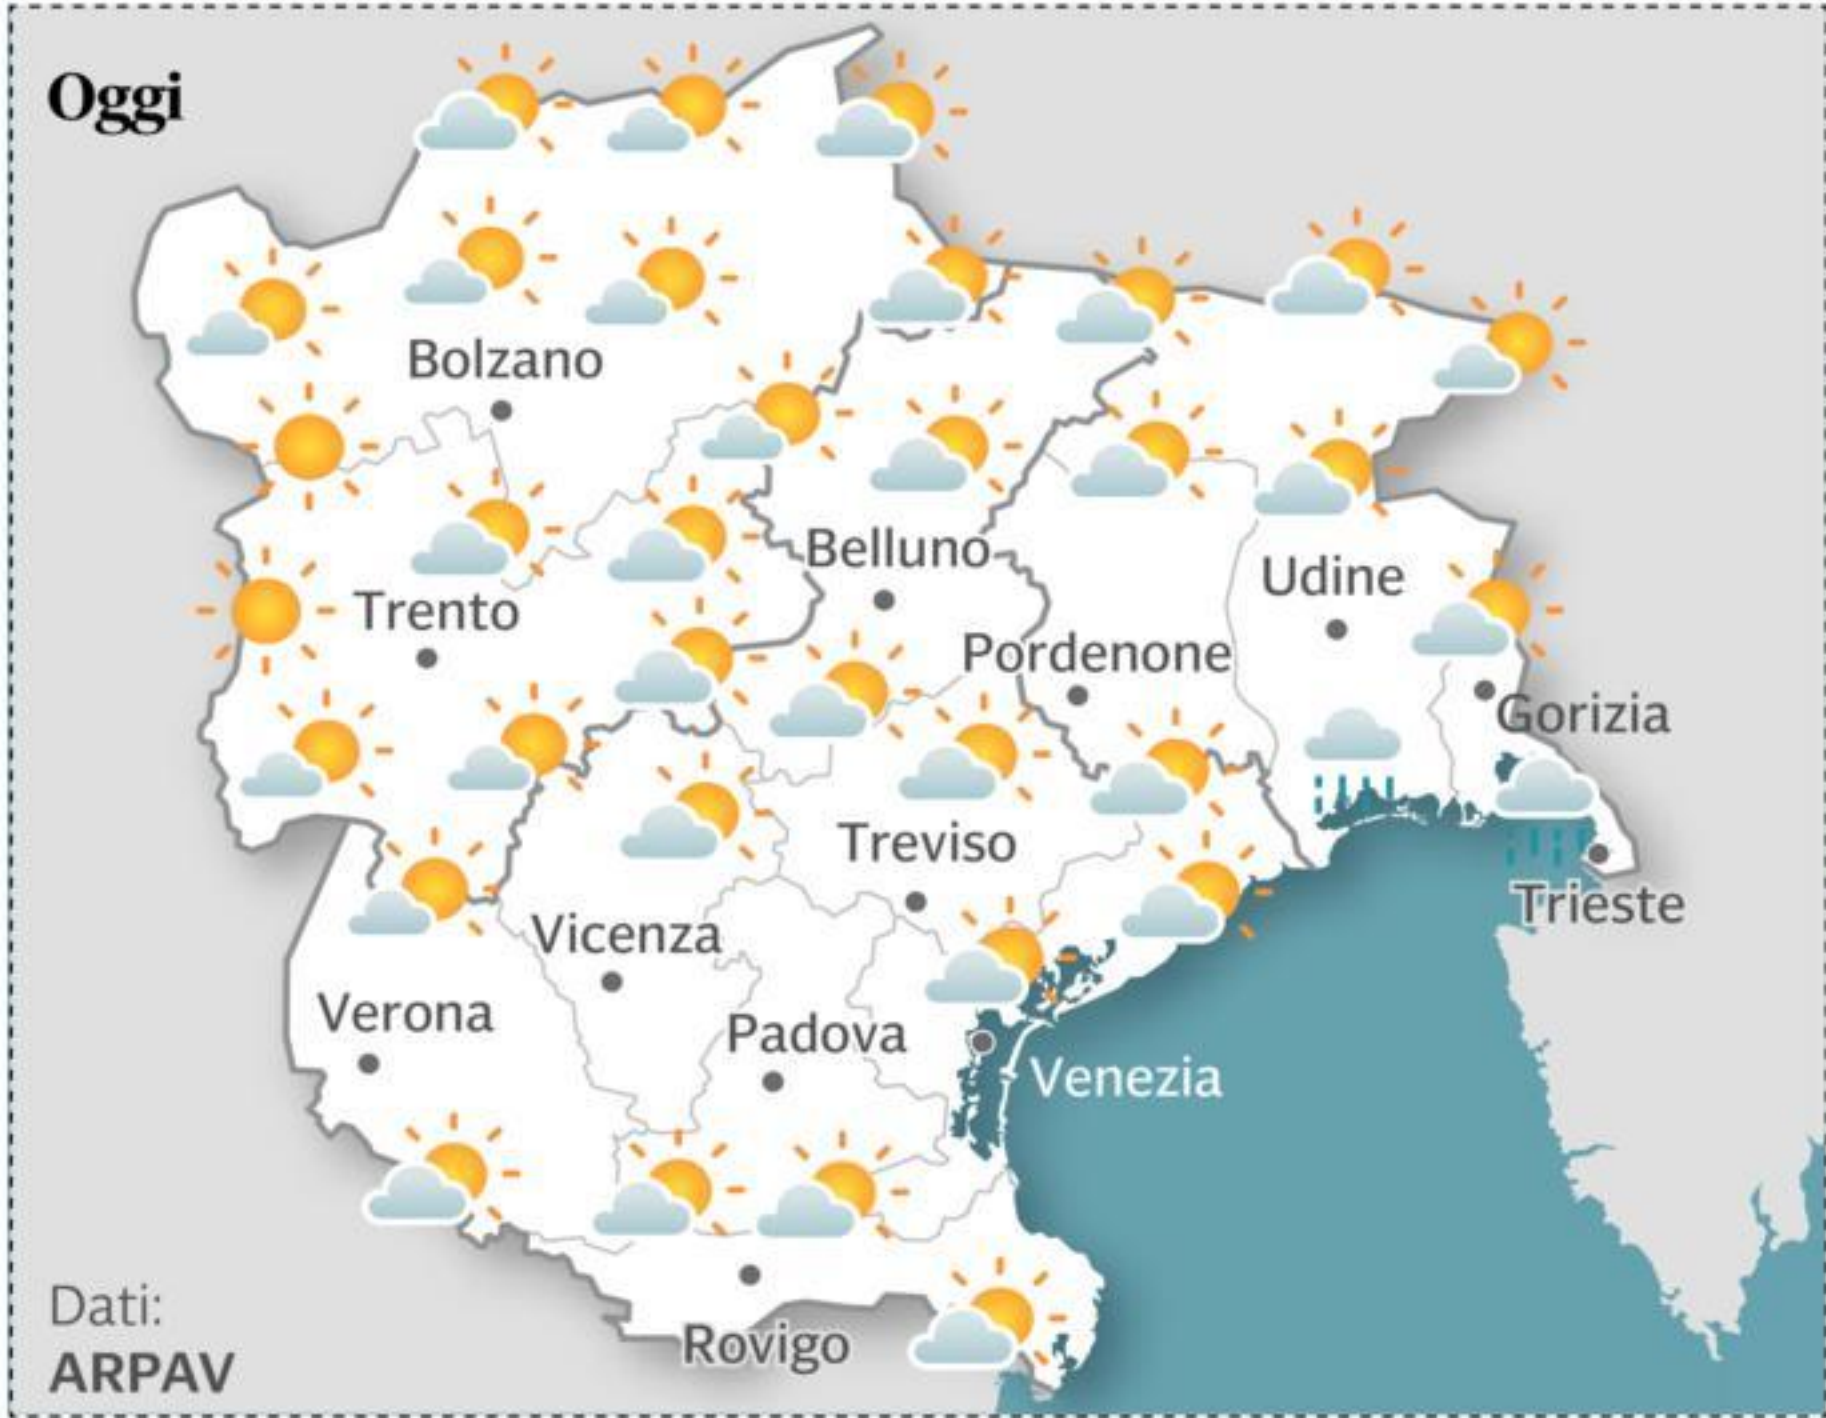 Oggi
Bolzano
Belluno
Udine
Trento
Pordenone
Gorizia
Treviso
Trieste
Vicenza
Verona
Padova
Venezia
Rovigo
Dati:
ARPAV